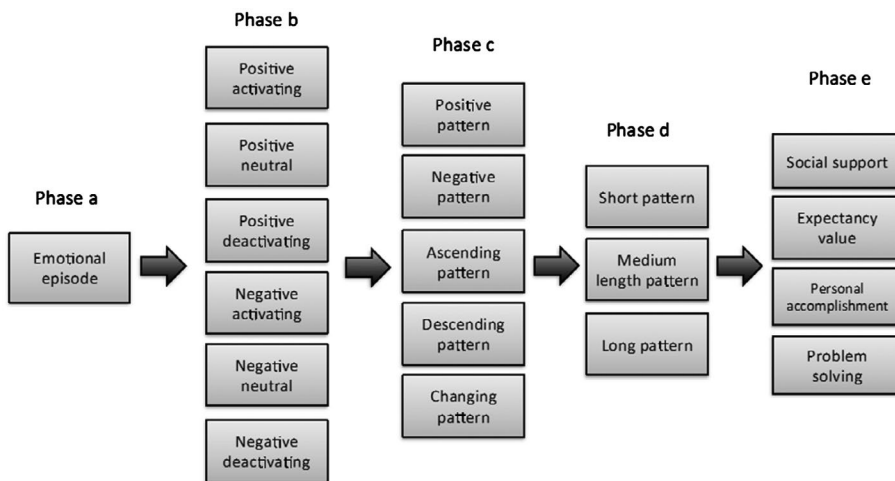 Phase a
Emotional
episode
Phase b
Positive
activating
Positive
neutral
Positive
deactivating
Negative
activating
Negative
neutral
Negative
deactivating
Phase c
Positive
pattern
Negative
pattern
Ascending
pattern
Descending
pattern
Changing
pattern
Phase d
Short pattern
Medium
length pattern
Long pattern
Phase e
Social support
Expectancy
value
Personal
accomplishment
Problem
solving